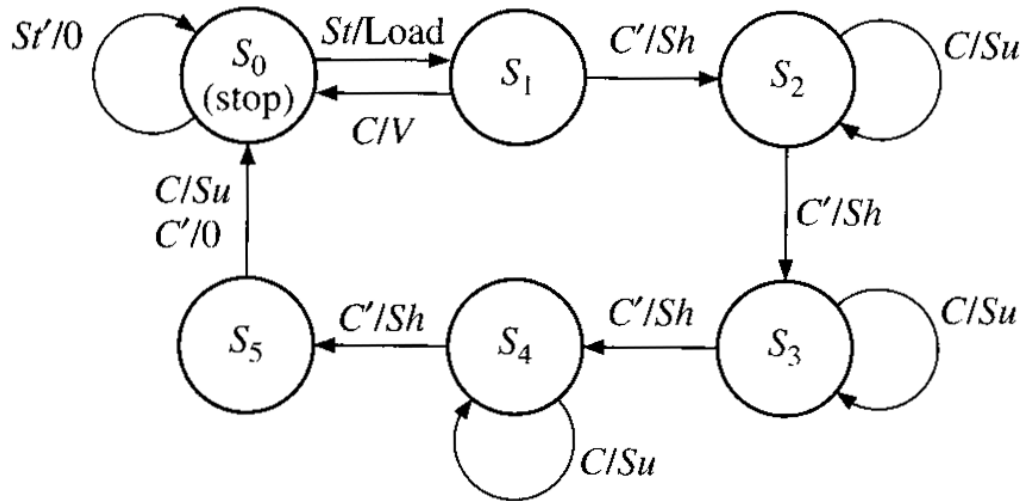 St′/0
S₀
(stop)
St/Load
C/V
S₁
C′/Sh
S₂
C/Su
C′/Sh
C/Su
C′/0
S₅
C′/Sh
S₄
C/Su
C′/Sh
S₃
C/Su